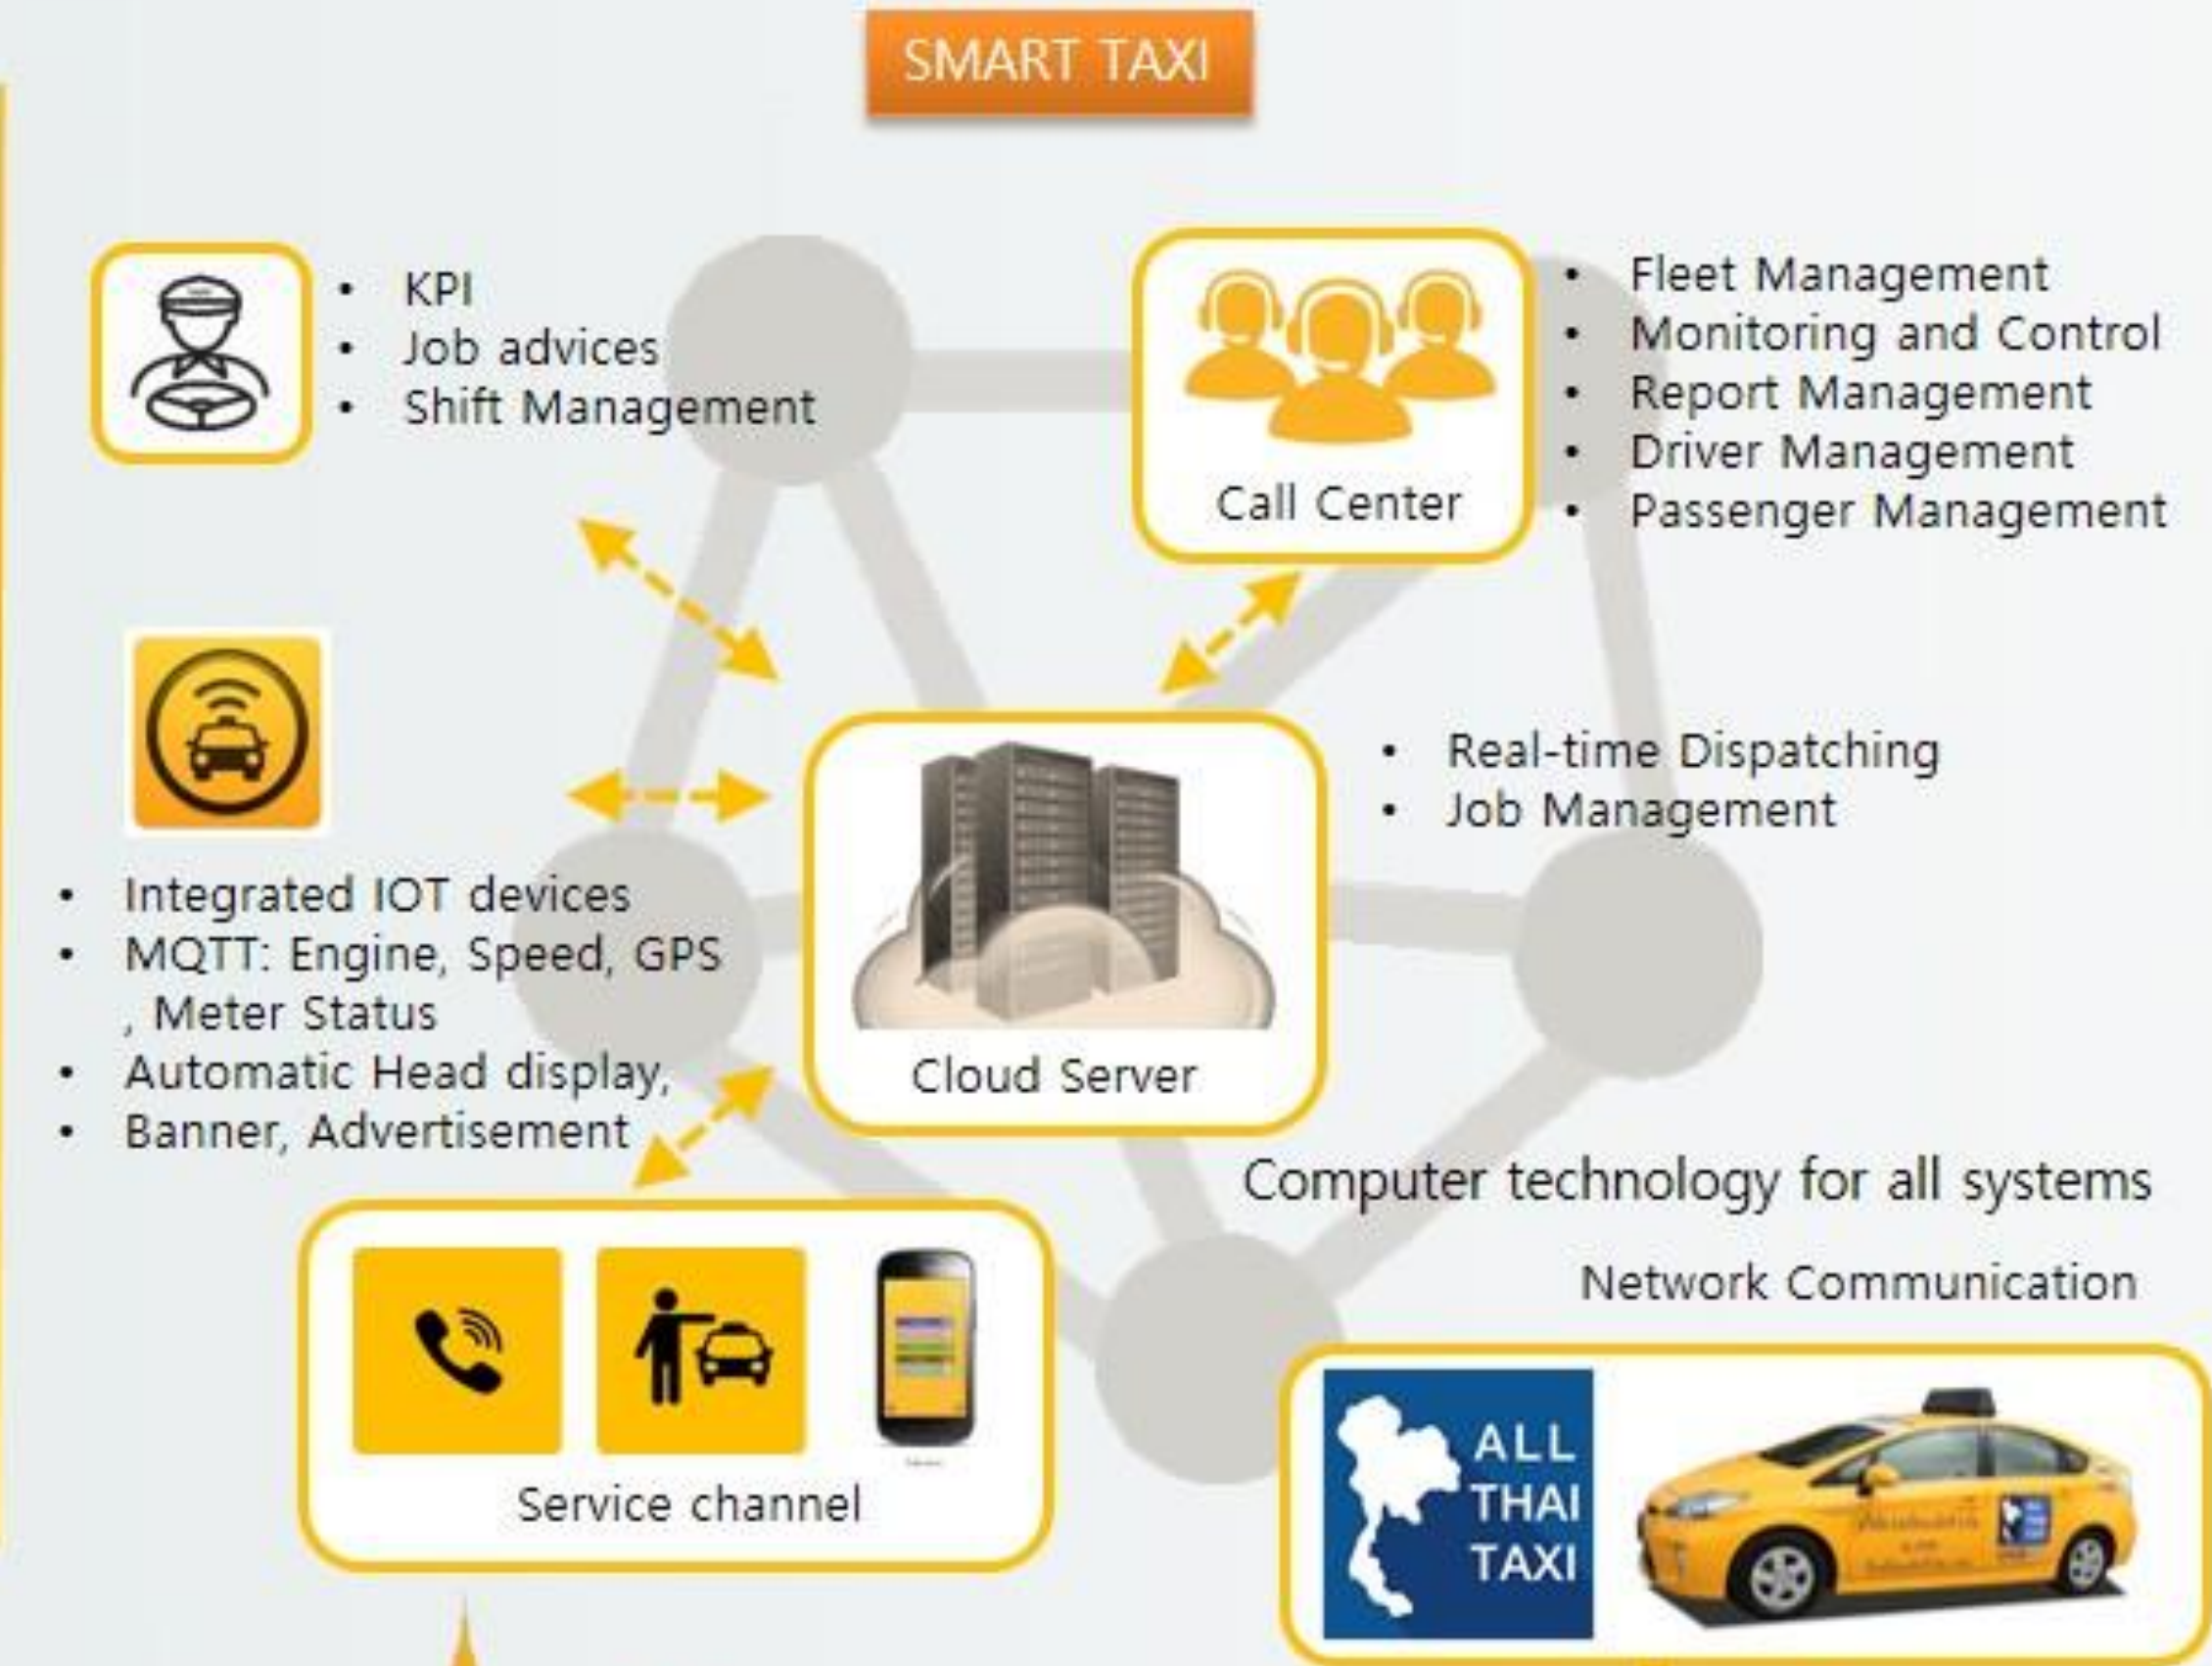 SMART TAXI
• KPI
• Job advices
• Shift Management
Call Center
• Fleet Management
• Monitoring and Control
• Report Management
• Driver Management
• Passenger Management
• Integrated IOT devices
• MQTT: Engine, Speed, GPS
, Meter Status
• Automatic Head display,
• Banner, Advertisement
Cloud Server
• Real-time Dispatching
• Job Management
Service channel
Computer technology for all systems
Network Communication
ALL
THAI
TAXI